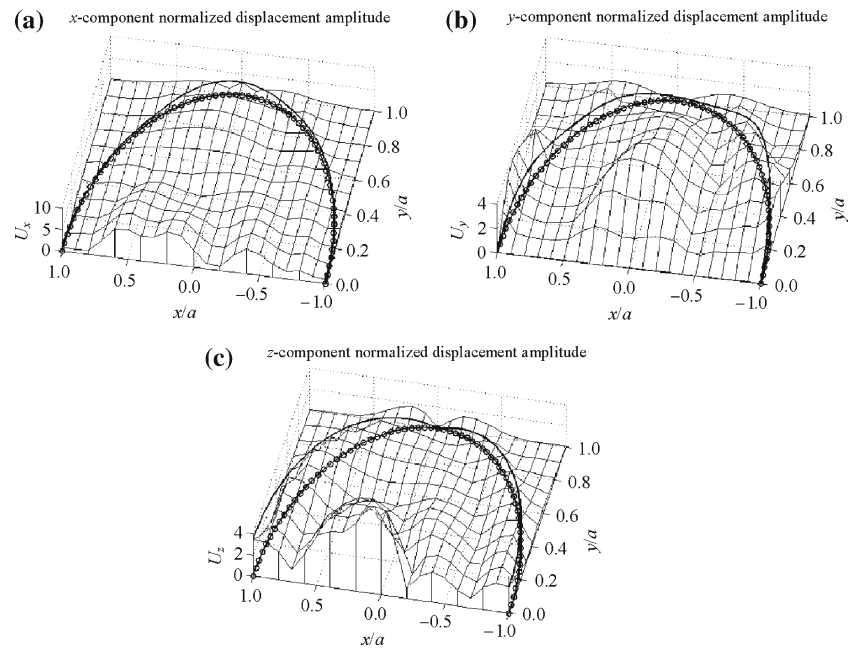 (a) x-component normalized displacement amplitude
1.0
0.8
0.6
0.4
0.2
0.0
y/a
10
5
0
U_x
1.0 0.5 0.0 −0.5 −1.0
x/a
(b) y-component normalized displacement amplitude
1.0
0.8
0.6
0.4
0.2
0.0
y/a
4
2
0
U_y
1.0 0.5 0.0 −0.5 −1.0
x/a
(c) z-component normalized displacement amplitude
1.0
0.8
0.6
0.4
0.2
0.0
y/a
4
2
0
U_z
1.0 0.5 0.0 −0.5 −1.0
x/a